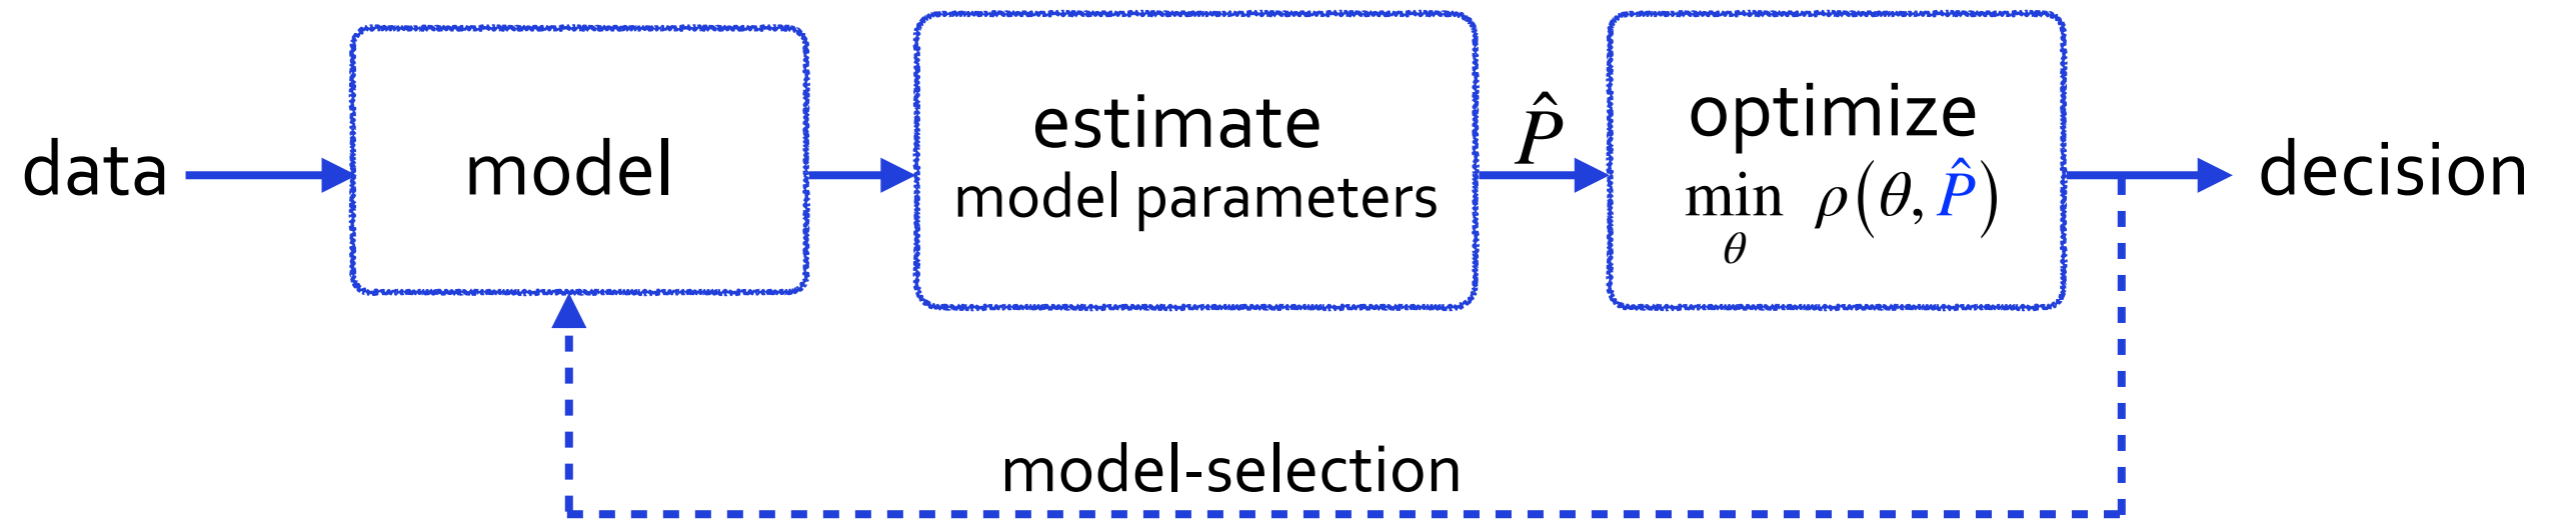 data
model
estimate
model parameters
P̂
optimize
min ρ(θ, P̂)
θ
decision
model-selection